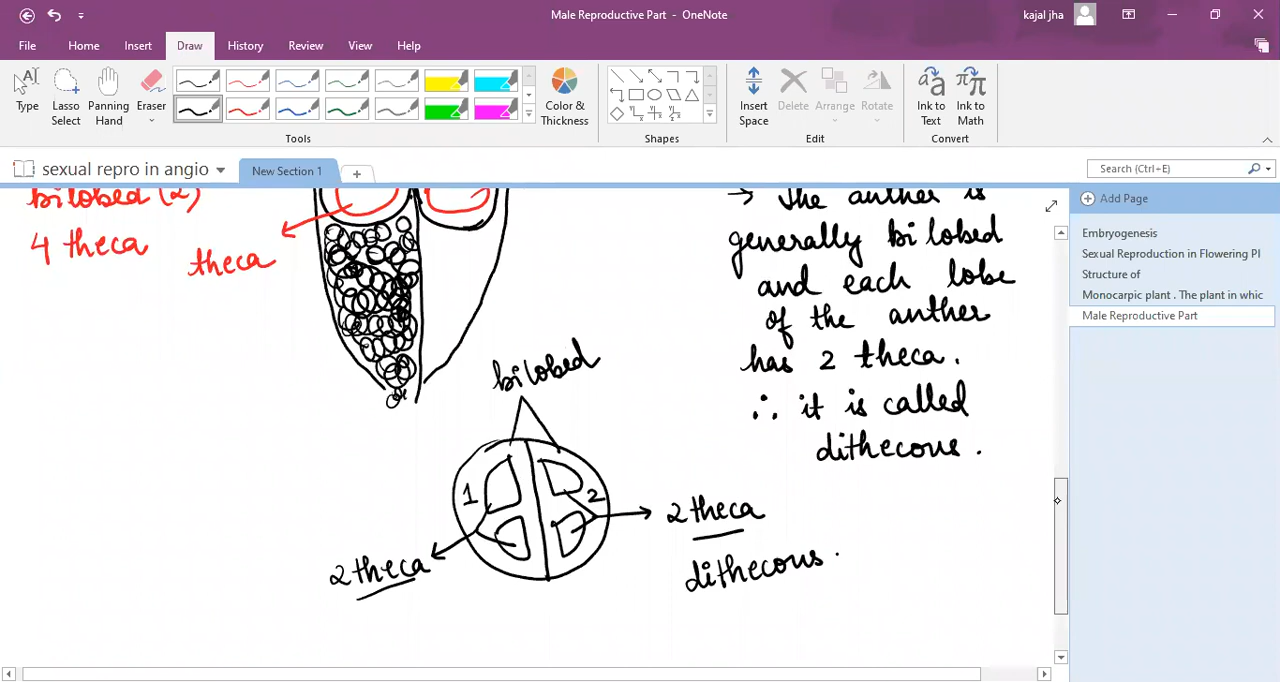 Male Reproductive Part - OneNote
kajal jha
File Home Insert Draw History Review View Help
Type
Lasso Select
Panning Hand
Eraser
Color & Thickness
Insert Space
Delete
Arrange
Rotate
Ink to Text
Ink to Math
Tools
Shapes
Edit
Convert
sexual repro in angio
New Section 1
Search (Ctrl+E)
Add Page
Embryogenesis
Sexual Reproduction in Flowering Pl
Structure of
Monocarpic plant . The plant in whic
Male Reproductive Part
bilobed (2)
4 theca
theca
→ The anther is
generally bi lobed
and each lobe
of the anther
has 2 theca.
∴ it is called
dithecous.
bilobed
1
2
2 theca
2 theca
dithecous.